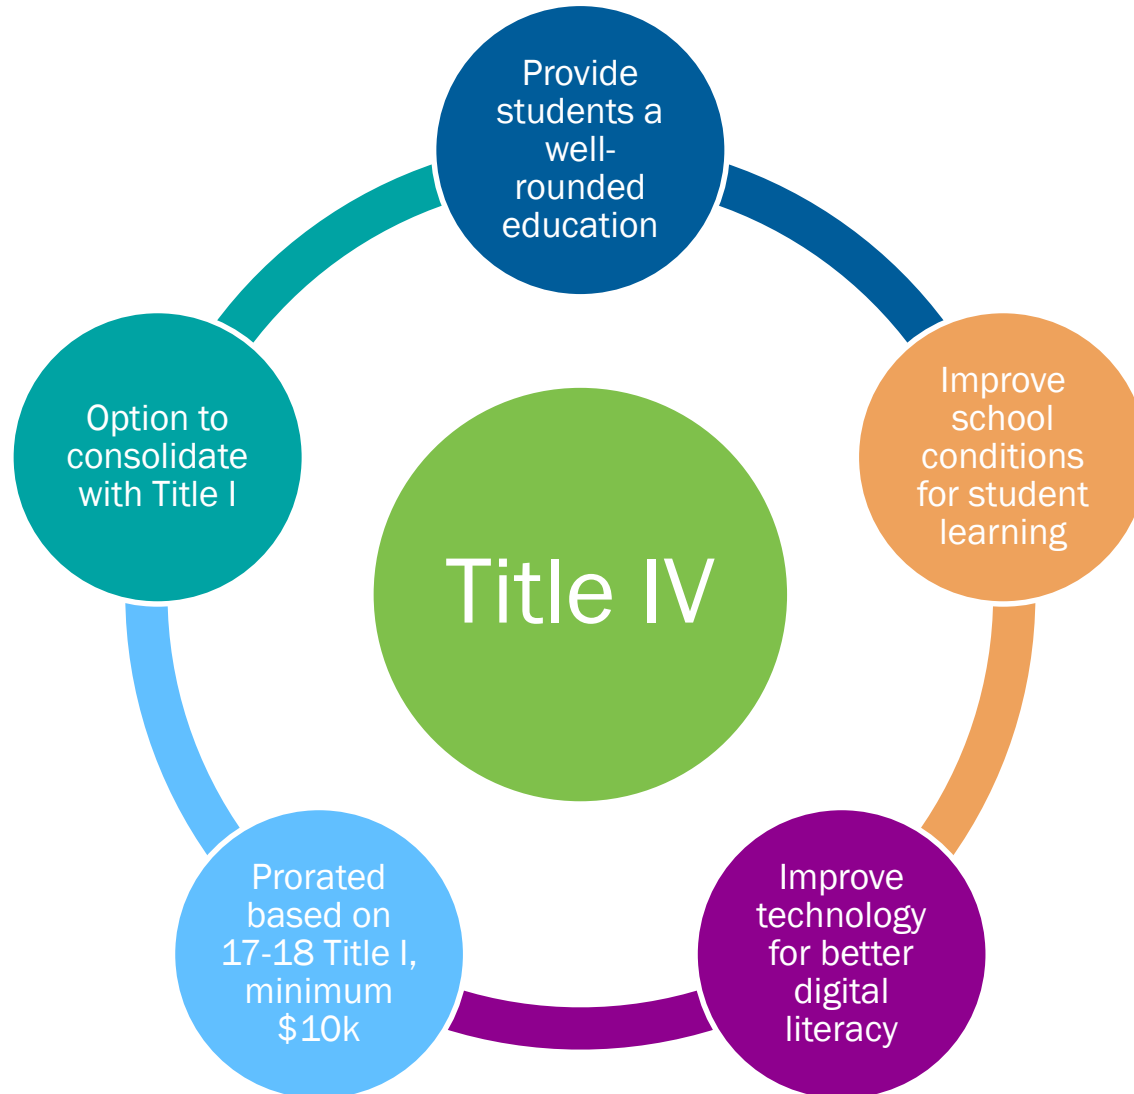 Provide
students a
well-
rounded
education
Improve
school
conditions
for student
learning
Improve
technology
for better
digital
literacy
Prorated
based on
17-18 Title I,
minimum
$10k
Option to
consolidate
with Title I
Title IV